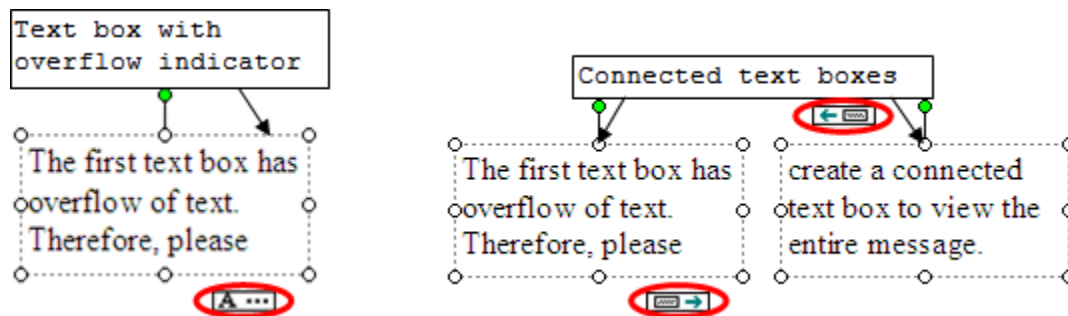 Text box with
overflow indicator
The first text box has
overflow of text.
Therefore, please
A ...
Connected text boxes
The first text box has
overflow of text.
Therefore, please
create a connected
text box to view the
entire message.